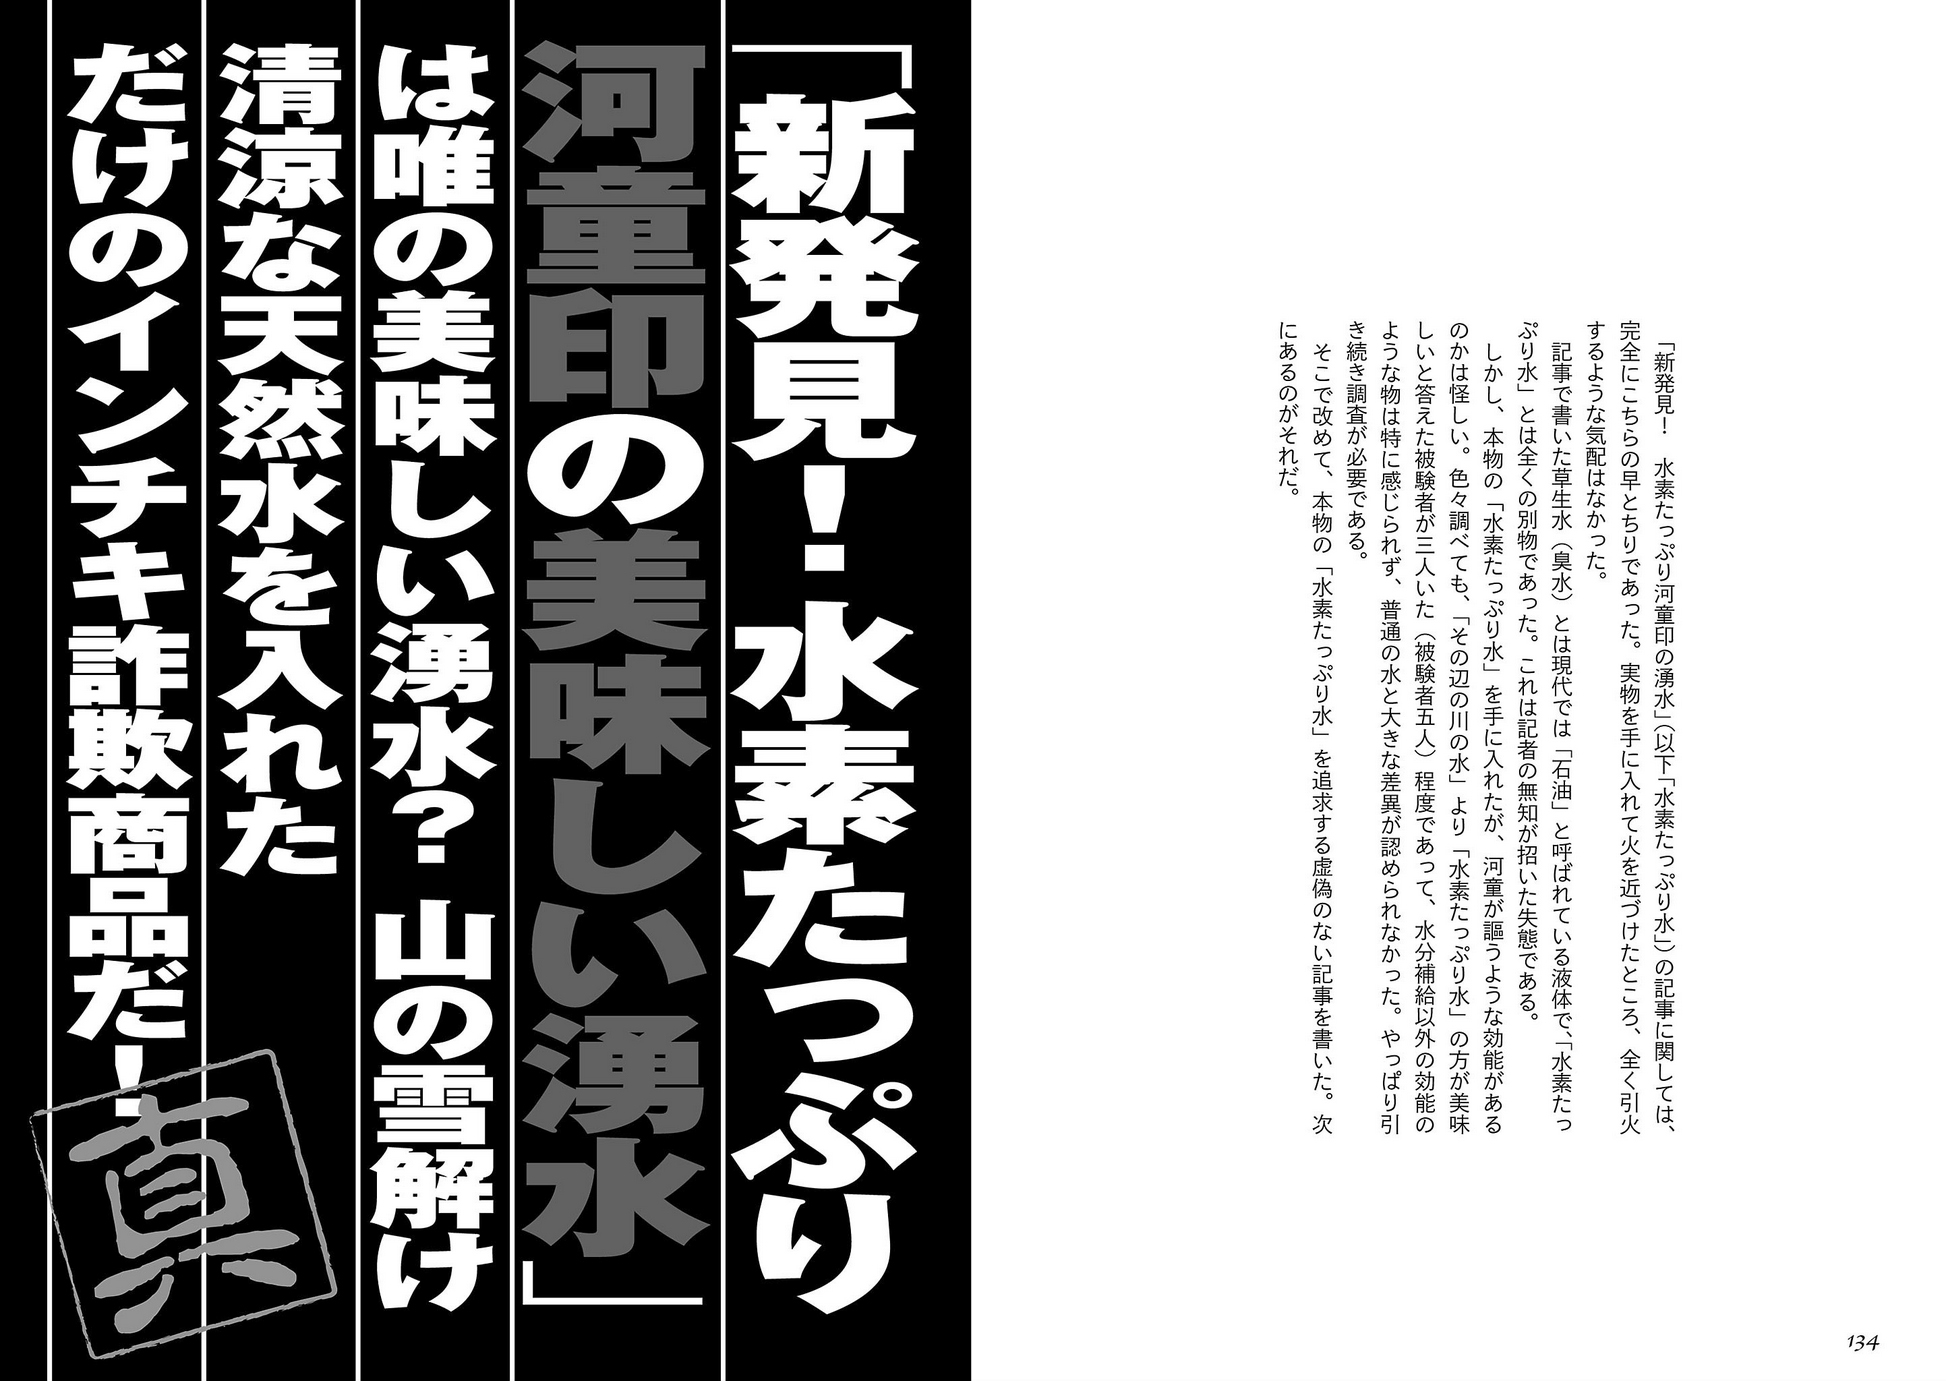 「新発見！　水素たっぷり河童印の湧水」（以下「水素たっぷり水」）の記事に関しては、
完全にこちらの早とちりであった。実物を手に入れて火を近づけたところ、全く引火
するような気配はなかった。
記事で書いた草生水（臭水）とは現代では「石油」と呼ばれている液体で、「水素たっ
ぷり水」とは全くの別物であった。これは記者の無知が招いた失態である。
しかし、本物の「水素たっぷり水」を手に入れたが、河童が謳うような効能がある
のかは怪しい。色々調べても、「その辺の川の水」より「水素たっぷり水」の方が美味
しいと答えた被験者が三人いた（被験者五人）程度であって、水分補給以外の効能の
ような物は特に感じられず、普通の水と大きな差異が認められなかった。やっぱり引
き続き調査が必要である。
そこで改めて、本物の「水素たっぷり水」を追求する虚偽のない記事を書いた。次
にあるのがそれだ。
134
「新発見！水素たっぷり
河童印の美味しい湧水」
は唯の美味しい湧水？山の雪解け
清涼な天然水を入れた
だけのインチキ詐欺商品だ！
真